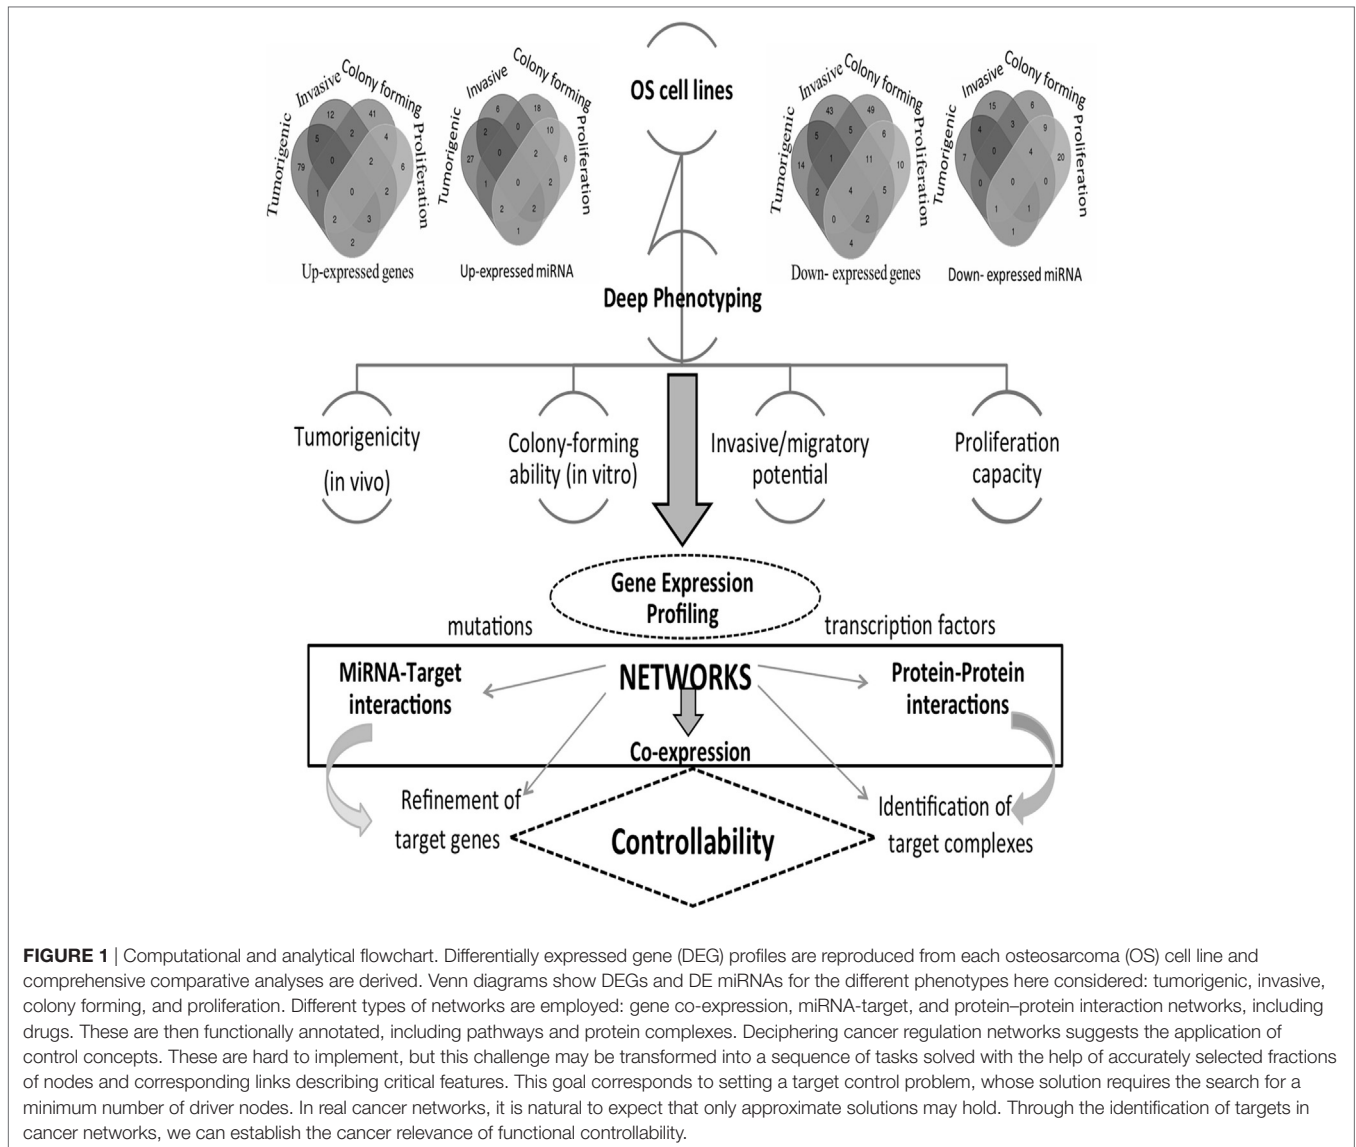 OS cell lines
Tumorigenic
Invasive
Colony forming
Proliferation
12
41
5
2
4
79
0
2
6
1
0
2
2
3
2
Up-expressed genes
Tumorigenic
Invasive
Colony forming
Proliferation
6
18
2
0
10
27
0
2
6
1
0
2
2
2
1
Up-expressed miRNA
Tumorigenic
Invasive
Colony forming
Proliferation
43
49
5
5
6
14
1
11
10
2
4
5
0
2
4
Down- expressed genes
Tumorigenic
Invasive
Colony forming
Proliferation
15
6
4
3
9
7
0
4
20
0
0
0
1
1
1
Down- expressed miRNA
Deep Phenotyping
Tumorigenicity
(in vivo)
Colony-forming
ability (in vitro)
Invasive/migratory
potential
Proliferation
capacity
Gene Expression
Profiling
mutations
transcription factors
MiRNA-Target
interactions
NETWORKS
Protein-Protein
interactions
Co-expression
Refinement of
target genes
Controllability
Identification of
target complexes
FIGURE 1 | Computational and analytical flowchart. Differentially expressed gene (DEG) profiles are reproduced from each osteosarcoma (OS) cell line and
comprehensive comparative analyses are derived. Venn diagrams show DEGs and DE miRNAs for the different phenotypes here considered: tumorigenic, invasive,
colony forming, and proliferation. Different types of networks are employed: gene co-expression, miRNA-target, and protein–protein interaction networks, including
drugs. These are then functionally annotated, including pathways and protein complexes. Deciphering cancer regulation networks suggests the application of
control concepts. These are hard to implement, but this challenge may be transformed into a sequence of tasks solved with the help of accurately selected fractions
of nodes and corresponding links describing critical features. This goal corresponds to setting a target control problem, whose solution requires the search for a
minimum number of driver nodes. In real cancer networks, it is natural to expect that only approximate solutions may hold. Through the identification of targets in
cancer networks, we can establish the cancer relevance of functional controllability.